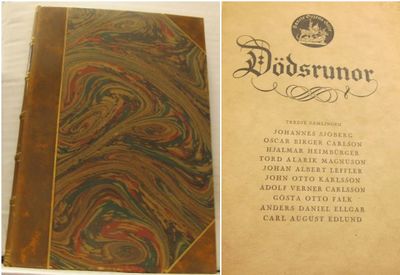 Dödsrunor
TREDJE SAMLINGEN
JOHANNES SJÖBERG
OSCAR BIRGER CARLSON
HJALMAR HEIMBÜRGER
TORD ALARIK MAGNUSON
JOHAN ALBERT LEFFLER
JOHN OTTO KARLSSON
ADOLF VERNER CARLSSON
GÖSTA OTTO FALK
ANDERS DANIEL ELLGAR
CARL AUGUST EDLUND